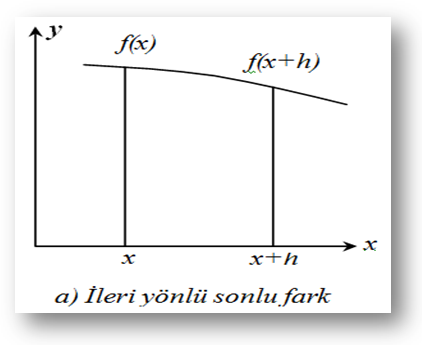 y
f(x)
f(x+h)
x
x
x+h
a) İleri yönlü sonlu fark